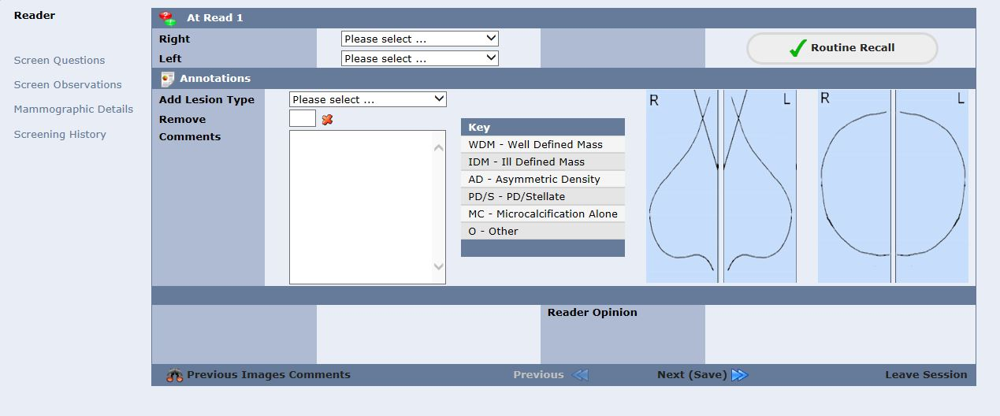 Reader
Screen Questions
Screen Observations
Mammographic Details
Screening History
At Read 1
Right Please select ...
Left Please select ...
Routine Recall
Annotations
Add Lesion Type Please select ...
Remove
Comments
Key
WDM - Well Defined Mass
IDM - Ill Defined Mass
AD - Asymmetric Density
PD/S - PD/Stellate
MC - Microcalcification Alone
O - Other
R L
R L
Reader Opinion
Previous Images Comments Previous Next (Save) Leave Session